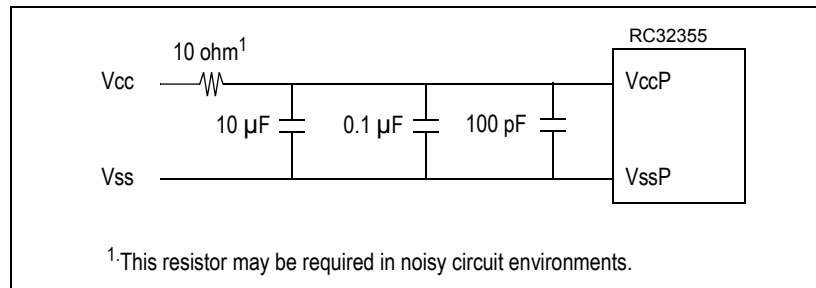 RC32355
10 ohm1
Vcc
VccP
10 µF
0.1 µF
100 pF
Vss
VssP
1.This resistor may be required in noisy circuit environments.